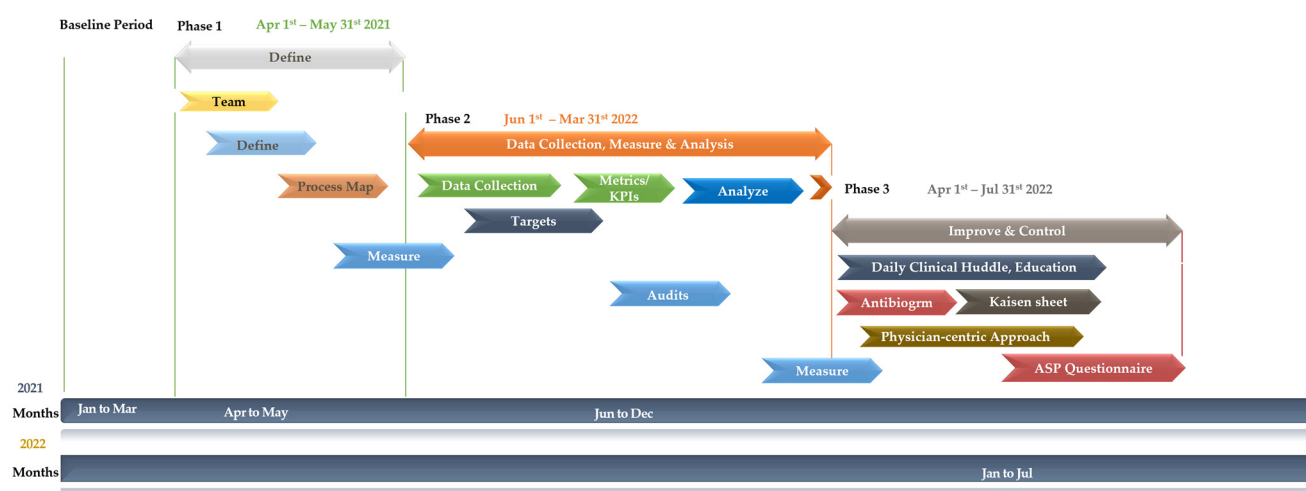 Baseline Period
Phase 1
Apr 1st – May 31st 2021
Define
Team
Define
Process Map
Measure
Phase 2
Jun 1st – Mar 31st 2022
Data Collection, Measure & Analysis
Data Collection
Metrics/
KPIs
Analyze
Targets
Audits
Measure
Phase 3
Apr 1st – Jul 31st 2022
Improve & Control
Daily Clinical Huddle, Education
Antibiogrm
Kaisen sheet
Physician-centric Approach
ASP Questionnaire
2021
Months
Jan to Mar
Apr to May
Jun to Dec
2022
Months
Jan to Jul